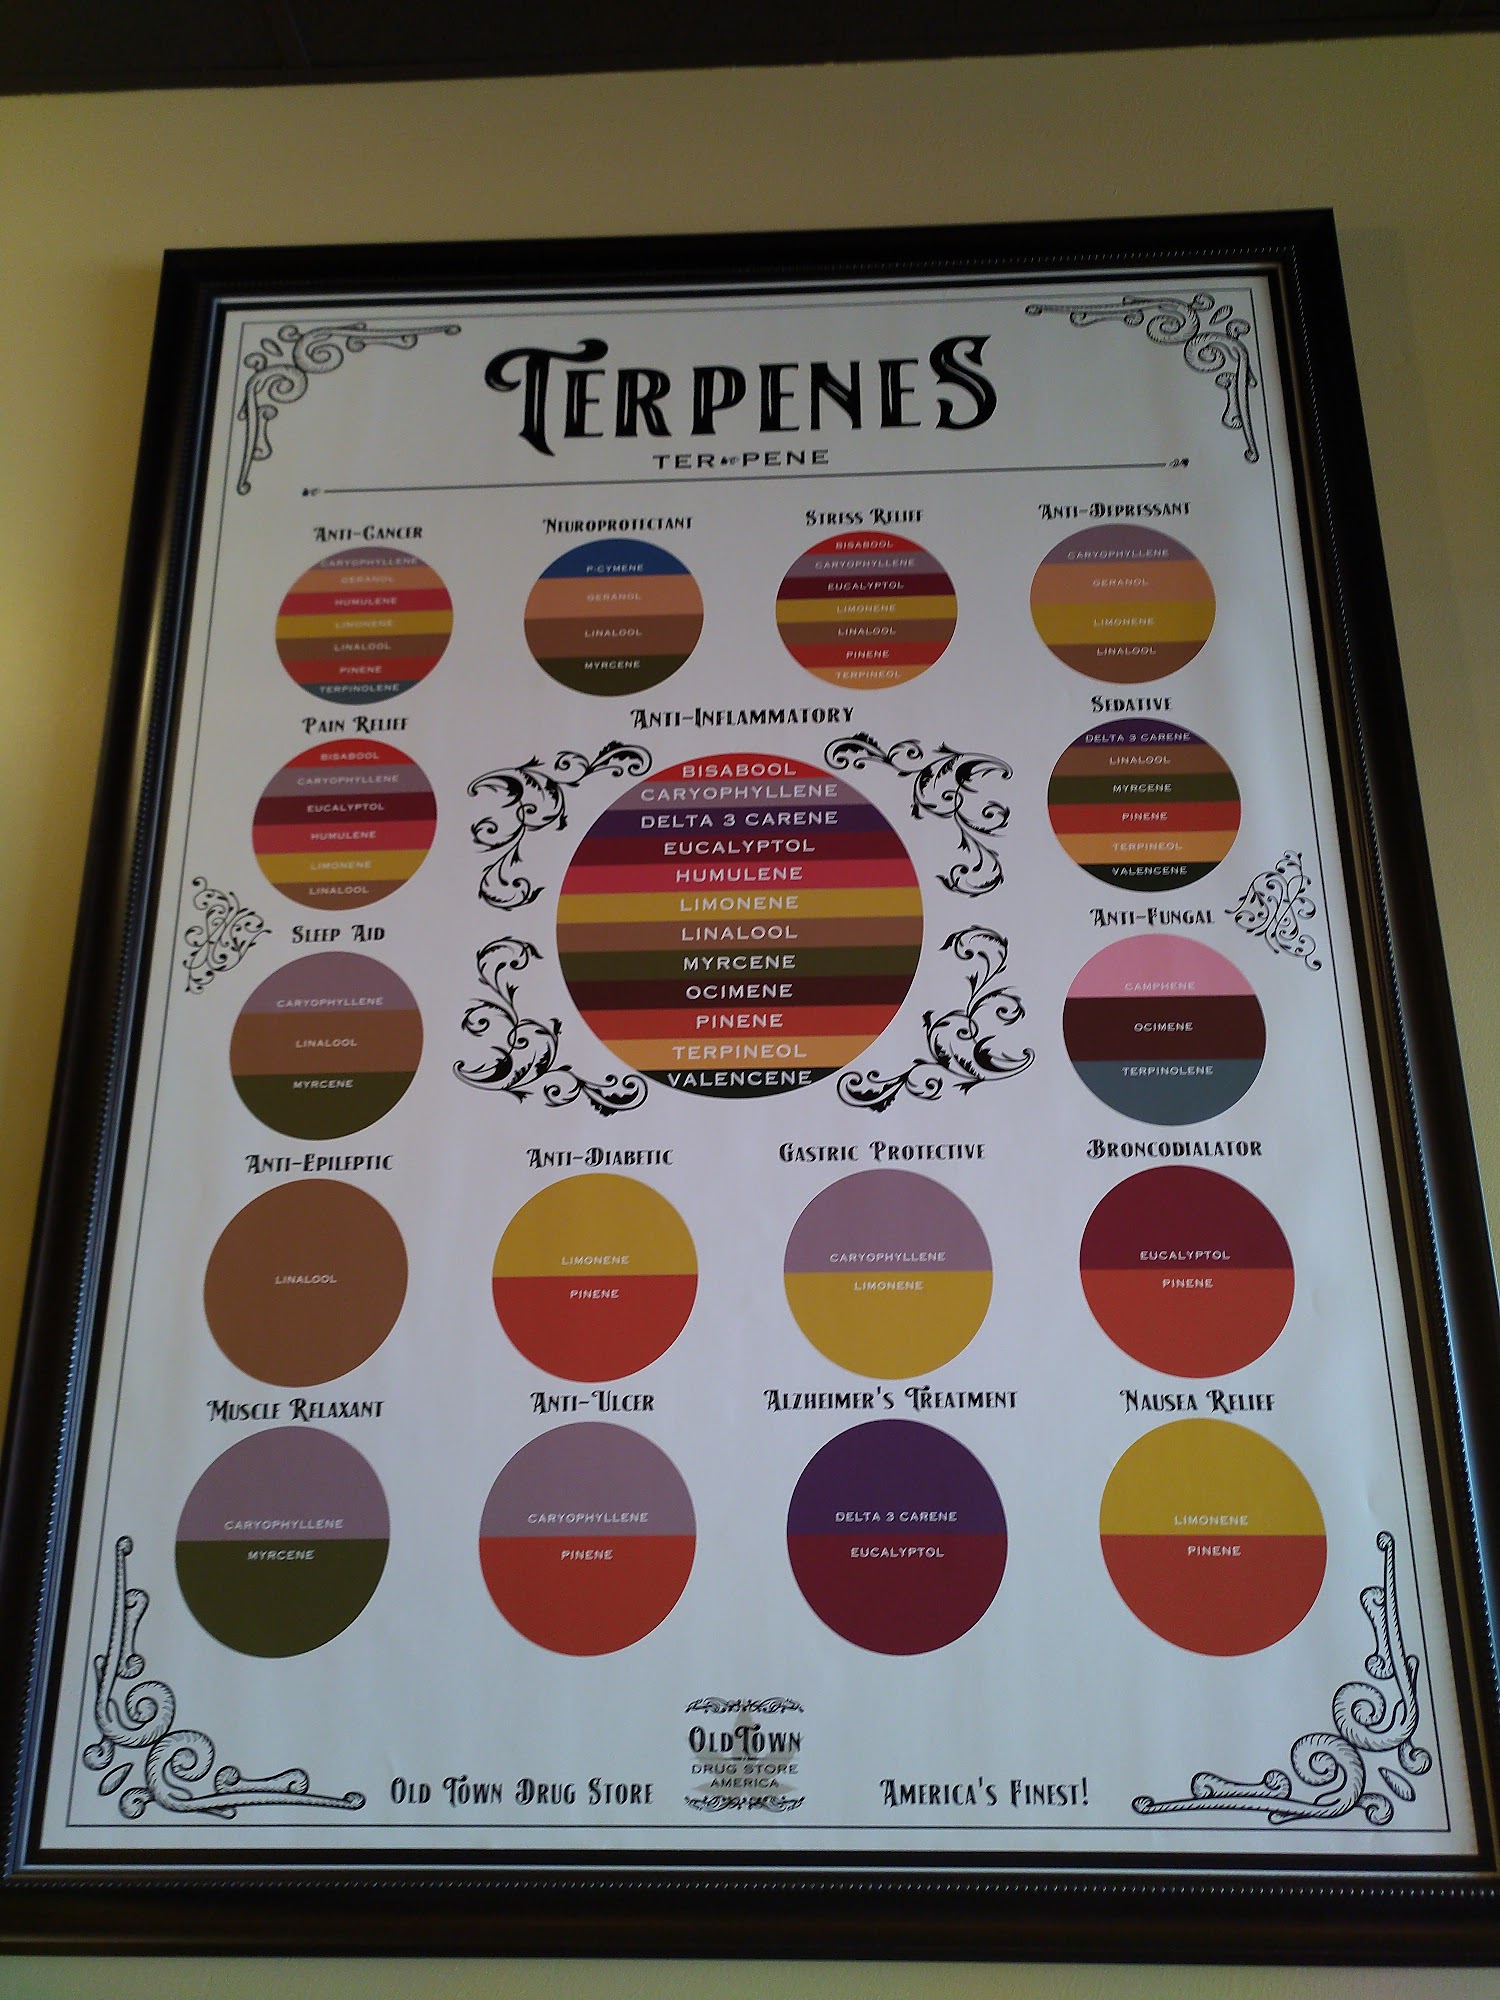 TERPENES
TER PENE
ANTI-CANCER
CARYOPHYLLENE
GERANOL
HUMULENE
LIMONENE
LINALOOL
PINENE
TERPINOLENE
NEUROPROTECTANT
P-CYMENE
GERANOL
LINALOOL
MYRCENE
STRESS RELIEF
BISABOOL
CARYOPHYLLENE
EUCALYPTOL
LIMONENE
LINALOOL
PINENE
TERPINEOL
ANTI-DEPRESSANT
CARYOPHYLLENE
GERANOL
LIMONENE
LINALOOL
PAIN RELIEF
BISABOOL
CARYOPHYLLENE
EUCALYPTOL
HUMULENE
LIMONENE
LINALOOL
ANTI-INFLAMMATORY
BISABOOL
CARYOPHYLLENE
DELTA 3 CARENE
EUCALYPTOL
HUMULENE
LIMONENE
LINALOOL
MYRCENE
OCIMENE
PINENE
TERPINEOL
VALENCENE
SEDATIVE
DELTA 3 CARENE
LINALOOL
MYRCENE
PINENE
TERPINEOL
VALENCENE
SLEEP AID
CARYOPHYLLENE
LINALOOL
MYRCENE
ANTI-FUNGAL
CAMPHENE
OCIMENE
TERPINOLENE
ANTI-EPILEPTIC
LINALOOL
ANTI-DIABETIC
LIMONENE
PINENE
GASTRIC PROTECTIVE
CARYOPHYLLENE
LIMONENE
BRONCODIALATOR
EUCALYPTOL
PINENE
MUSCLE RELAXANT
CARYOPHYLLENE
MYRCENE
ANTI-ULCER
CARYOPHYLLENE
PINENE
ALZHEIMER'S TREATMENT
DELTA 3 CARENE
EUCALYPTOL
NAUSEA RELIEF
LIMONENE
PINENE
OLD TOWN DRUG STORE
OLD TOWN
DRUG STORE
AMERICA
AMERICA'S FINEST!